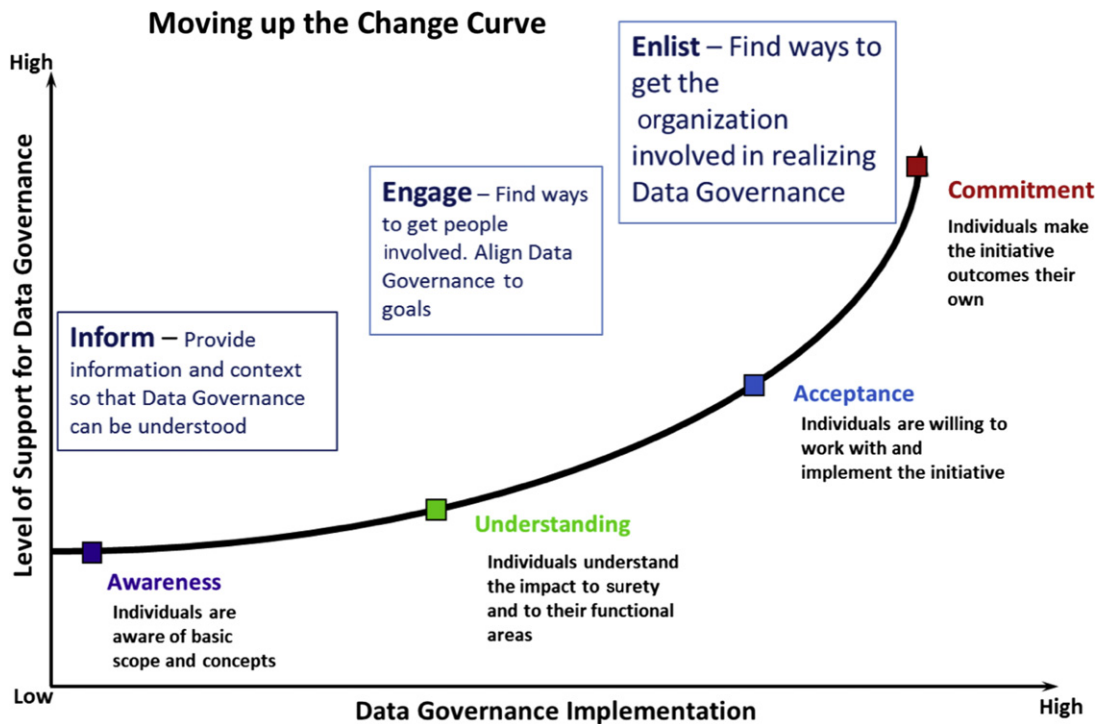 Moving up the Change Curve
High
Level of Support for Data Governance
Enlist – Find ways to
get the
organization
involved in realizing
Data Governance
Engage – Find ways
to get people
involved. Align Data
Governance to
goals
Inform – Provide
information and context
so that Data Governance
can be understood
Commitment
Individuals make
the initiative
outcomes their
own
Acceptance
Individuals are willing to
work with and
implement the initiative
Understanding
Individuals understand
the impact to surety
and to their functional
areas
Awareness
Individuals are
aware of basic
scope and concepts
Low
Data Governance Implementation
High